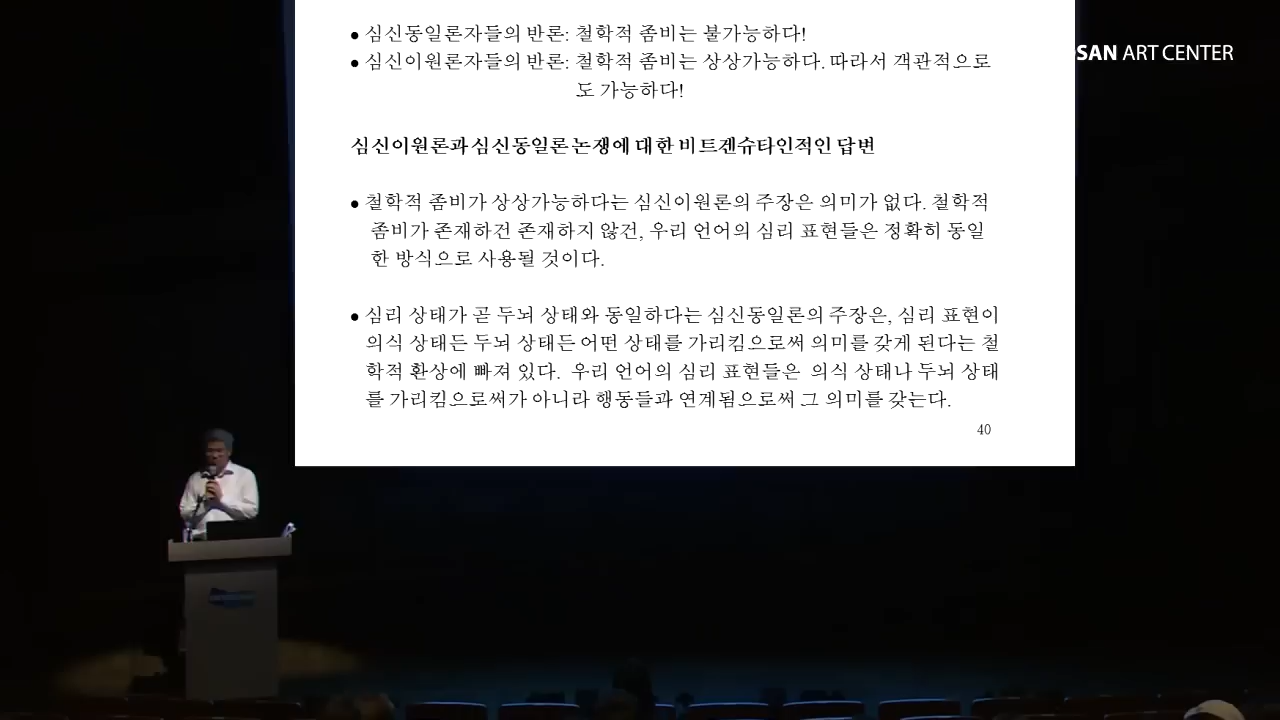 • 심신동일론자들의 반론: 철학적 좀비는 불가능하다!
SAN ART CENTER
• 심신이원론자들의 반론: 철학적 좀비는 상상가능하다. 따라서 객관적으로
도 가능하다!
심신이원론과 심신동일론 논쟁에 대한 비트겐슈타인적인 답변
• 철학적 좀비가 상상가능하다는 심신이원론의 주장은 의미가 없다. 철학적
좀비가 존재하건 존재하지 않건, 우리 언어의 심리 표현들은 정확히 동일
한 방식으로 사용될 것이다.
• 심리 상태가 곧 두뇌 상태와 동일하다는 심신동일론의 주장은, 심리 표현이
의식 상태든 두뇌 상태든 어떤 상태를 가리킴으로써 의미를 갖게 된다는 철
학적 환상에 빠져 있다. 우리 언어의 심리 표현들은 의식 상태나 두뇌 상태
를 가리킴으로써가 아니라 행동들과 연계됨으로써 그 의미를 갖는다.
40